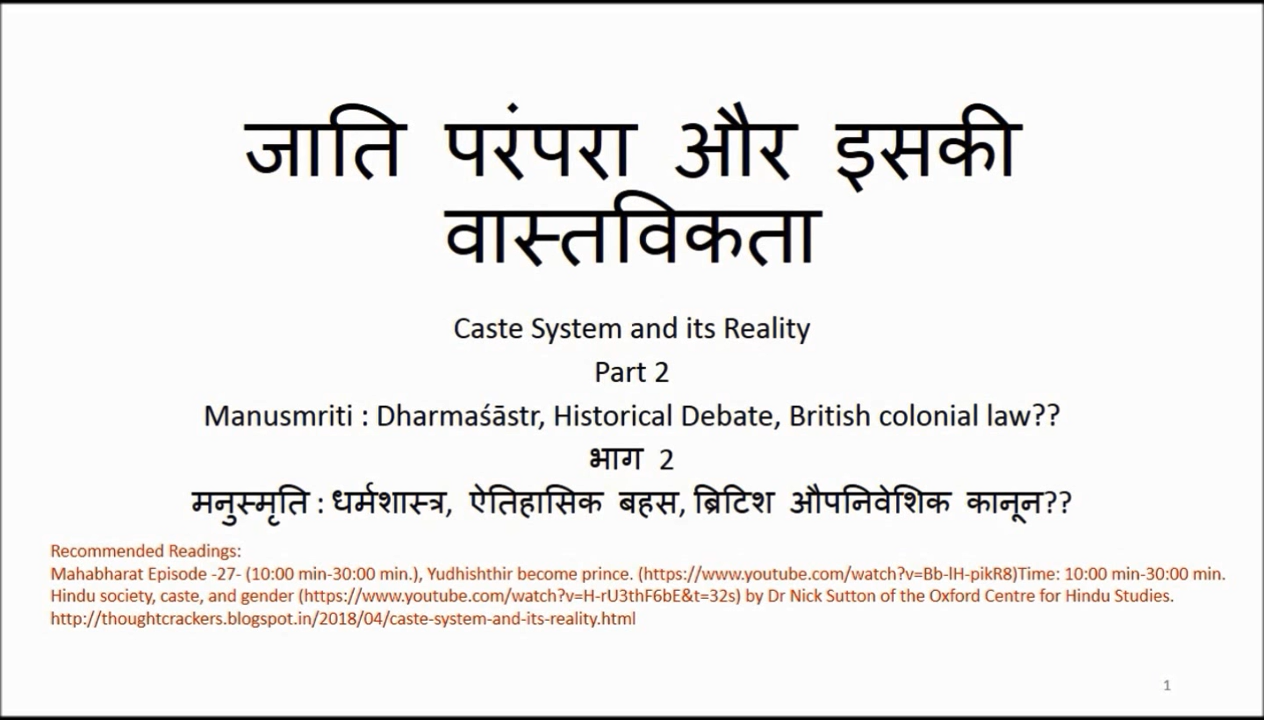 जाति परंपरा और इसकी
वास्तविकता
Caste System and its Reality
Part 2
Manusmriti : Dharmaśāstr, Historical Debate, British colonial law??
भाग 2
मनुस्मृति : धर्मशास्त्र, ऐतिहासिक बहस, ब्रिटिश औपनिवेशिक कानून??
Recommended Readings:
Mahabharat Episode -27- (10:00 min-30:00 min.), Yudhishthir become prince. (https://www.youtube.com/watch?v=Bb-lH-pikR8)Time: 10:00 min-30:00 min.
Hindu society, caste, and gender (https://www.youtube.com/watch?v=H-rU3thF6bE&t=32s) by Dr Nick Sutton of the Oxford Centre for Hindu Studies.
http://thoughtcrackers.blogspot.in/2018/04/caste-system-and-its-reality.html
1